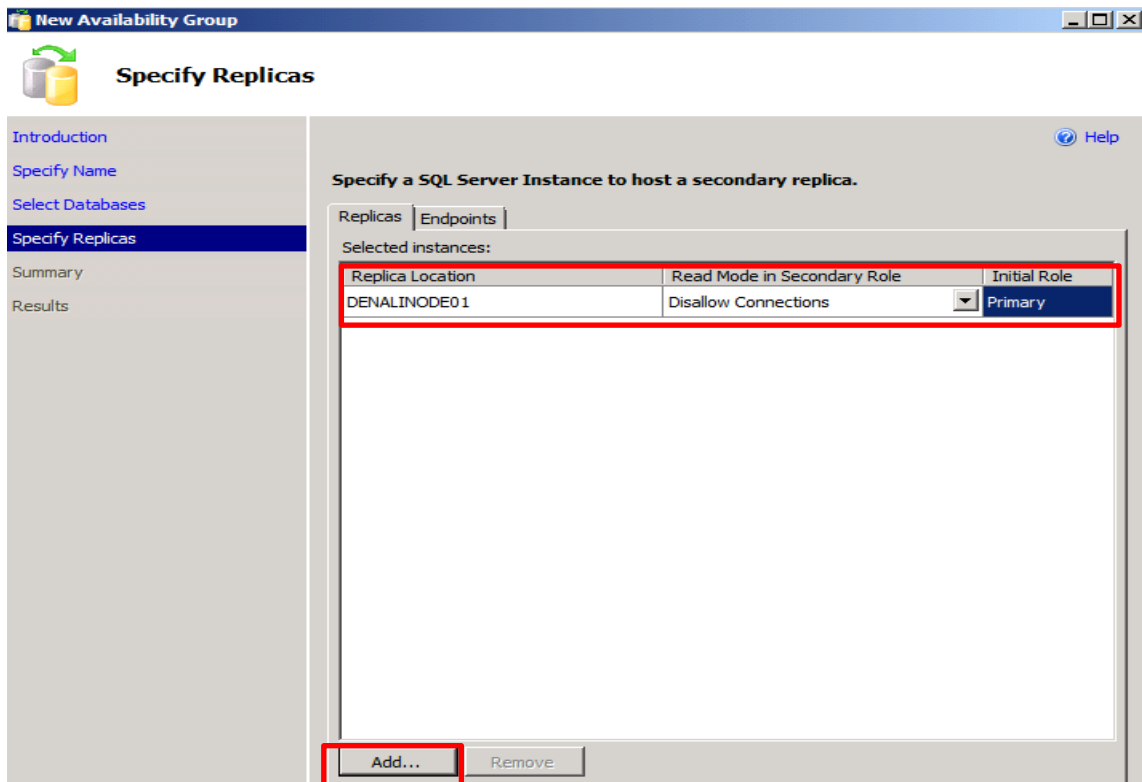 New Availability Group
Specify Replicas
Introduction
Specify Name
Select Databases
Specify Replicas
Summary
Results
Help
Specify a SQL Server Instance to host a secondary replica.
Replicas Endpoints
Selected instances:
Replica Location Read Mode in Secondary Role Initial Role
DENALINODE01 Disallow Connections Primary
Add... Remove